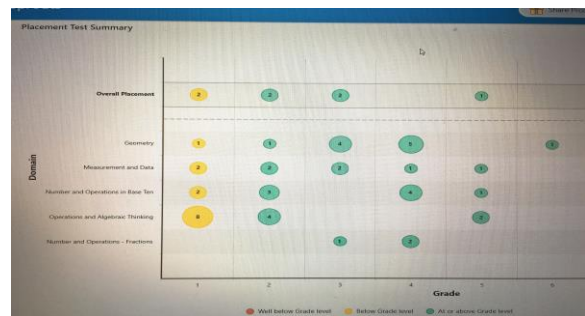 Share
Placement Test Summary
Overall Placement 2 2 2 1
Geometry 1 1 4 5 1
Measurement and Data 2 2 2 1 1
Number and Operations in Base Ten 2 3 4 1
Operations and Algebraic Thinking 8 4 2
Number and Operations - Fractions 1 2
Domain
1 2 3 4 5 6
Grade
Well below Grade level Below Grade level At or above Grade level